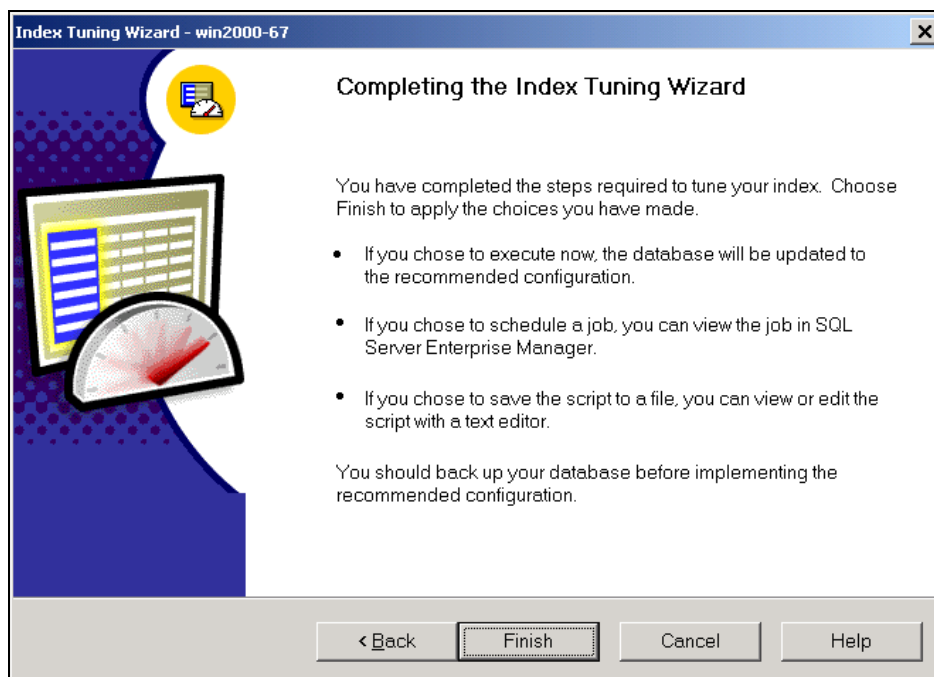 Index Tuning Wizard - win2000-67
Completing the Index Tuning Wizard
You have completed the steps required to tune your index. Choose
Finish to apply the choices you have made.
• If you chose to execute now, the database will be updated to
the recommended configuration.
• If you chose to schedule a job, you can view the job in SQL
Server Enterprise Manager.
• If you chose to save the script to a file, you can view or edit the
script with a text editor.
You should back up your database before implementing the
recommended configuration.
< Back Finish Cancel Help